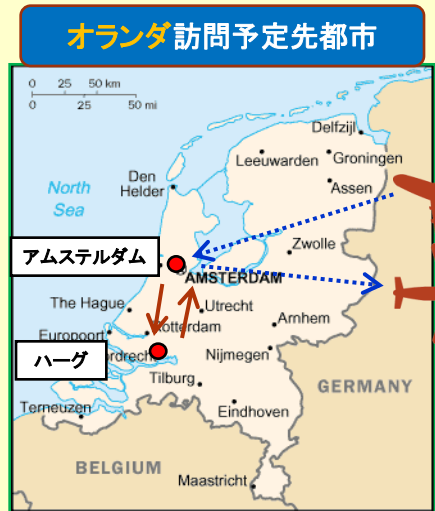 オランダ訪問予定先都市
0 25 50 km
0 25 50 mi
Delfzijl
Leeuwarden
Groningen
Den
Helder
Assen
North
Sea
Zwolle
アムステルダム
AMSTERDAM
The Hague
Utrecht
Europoort
Rotterdam
Arnhem
ハーグ
ordrech
Nijmegen
Tilburg
GERMANY
Terneuzen
Eindhoven
BELGIUM
Maastricht